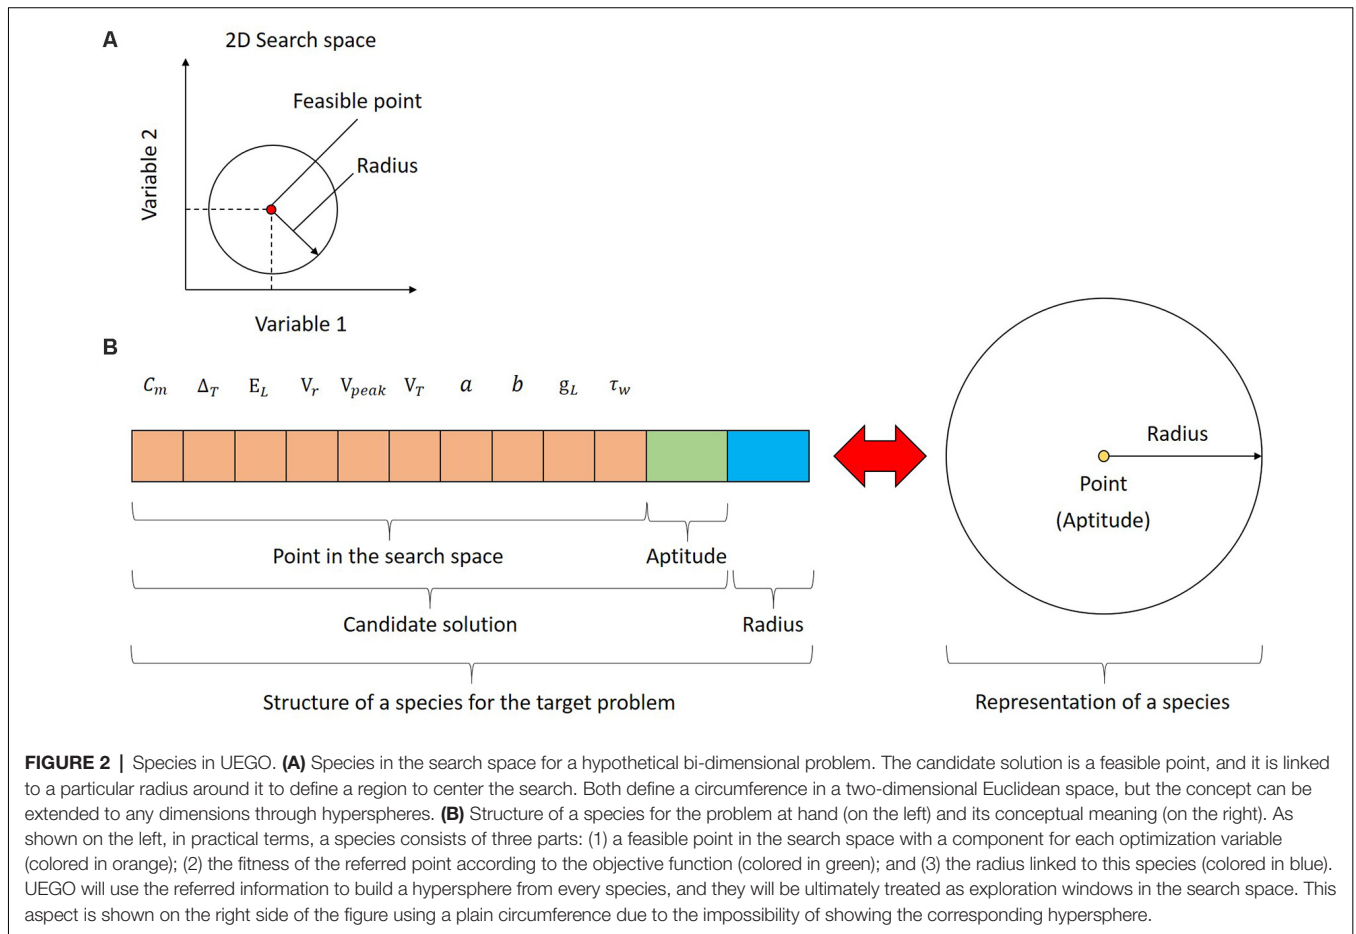 A
2D Search space
Feasible point
Radius
Variable 2
Variable 1
B
C_m Δ_T E_L V_r V_peak V_T a b g_L τ_w
Radius
Point
(Aptitude)
Point in the search space
Aptitude
Candidate solution
Radius
Structure of a species for the target problem
Representation of a species
FIGURE 2 | Species in UEGO. (A) Species in the search space for a hypothetical bi-dimensional problem. The candidate solution is a feasible point, and it is linked
to a particular radius around it to define a region to center the search. Both define a circumference in a two-dimensional Euclidean space, but the concept can be
extended to any dimensions through hyperspheres. (B) Structure of a species for the problem at hand (on the left) and its conceptual meaning (on the right). As
shown on the left, in practical terms, a species consists of three parts: (1) a feasible point in the search space with a component for each optimization variable
(colored in orange); (2) the fitness of the referred point according to the objective function (colored in green); and (3) the radius linked to this species (colored in blue).
UEGO will use the referred information to build a hypersphere from every species, and they will be ultimately treated as exploration windows in the search space. This
aspect is shown on the right side of the figure using a plain circumference due to the impossibility of showing the corresponding hypersphere.